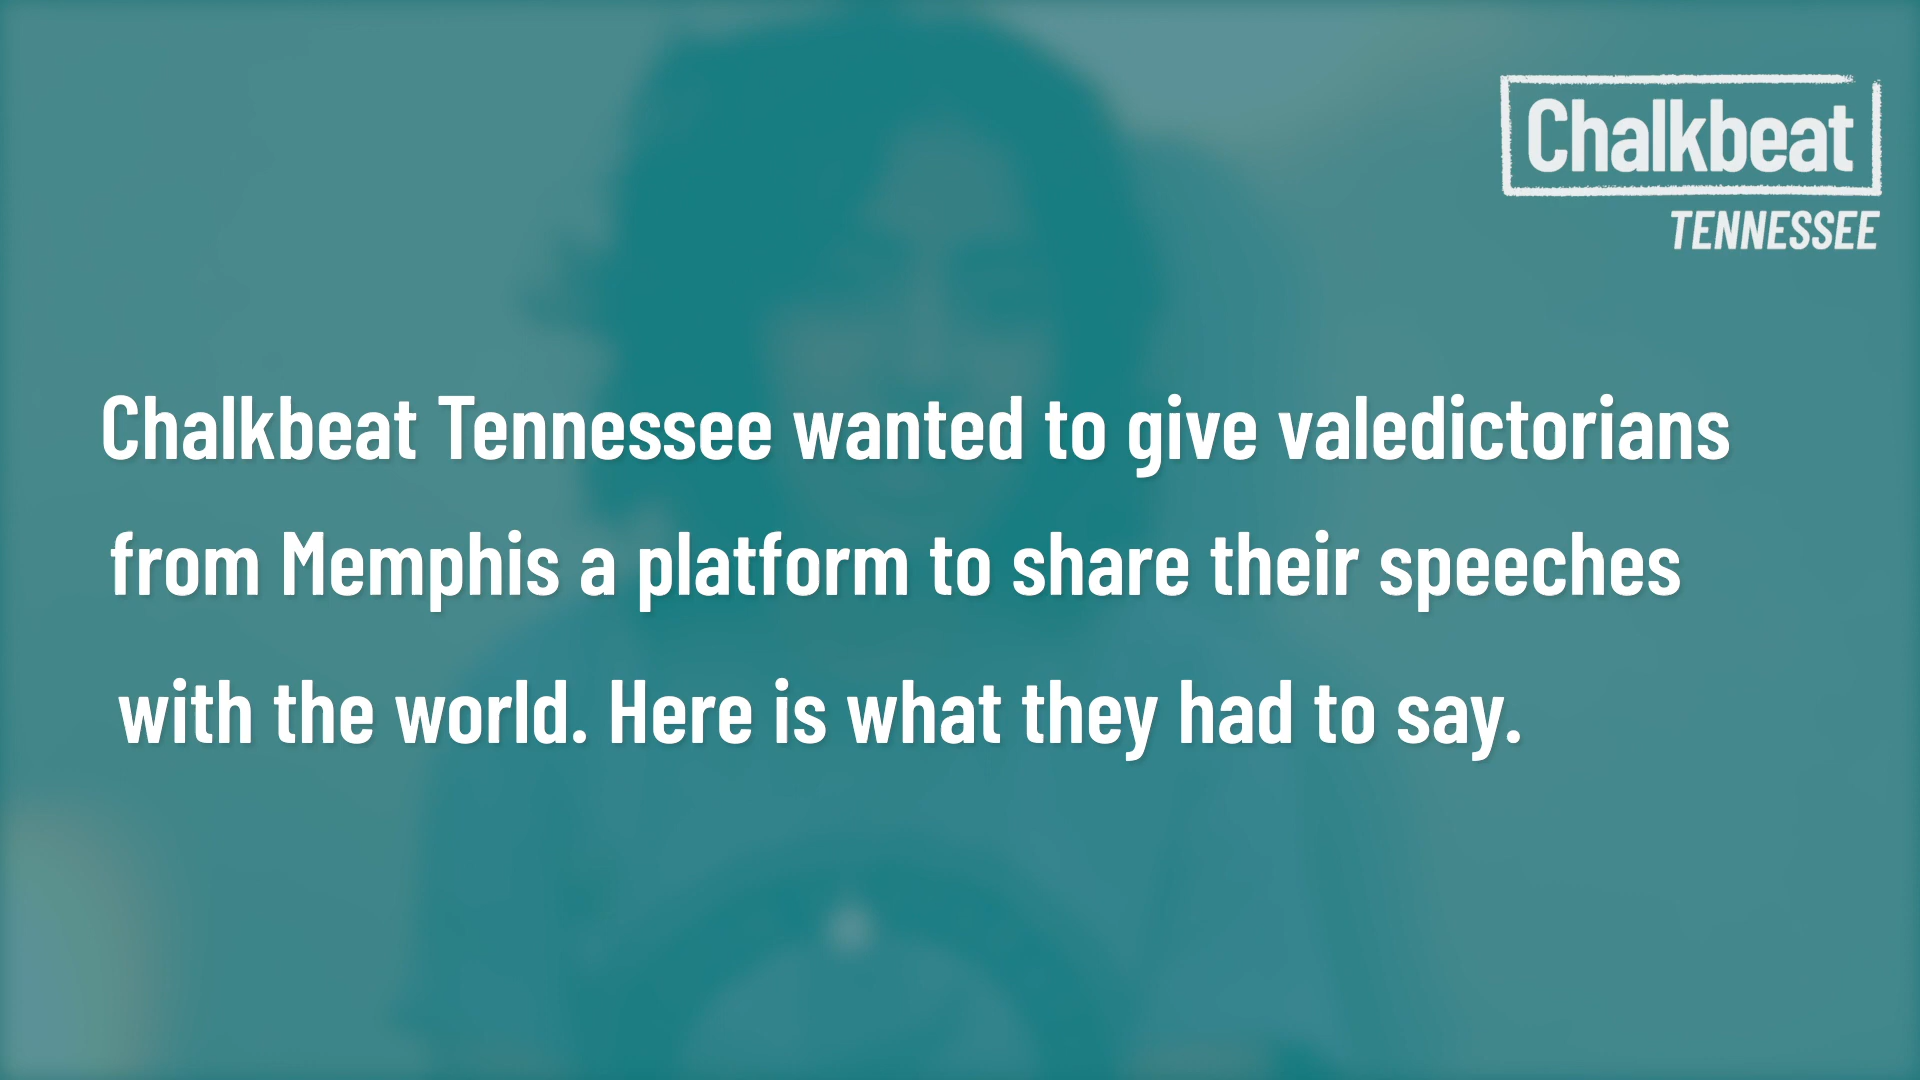 Chalkbeat
TENNESSEE
Chalkbeat Tennessee wanted to give valedictorians
from Memphis a platform to share their speeches
with the world. Here is what they had to say.